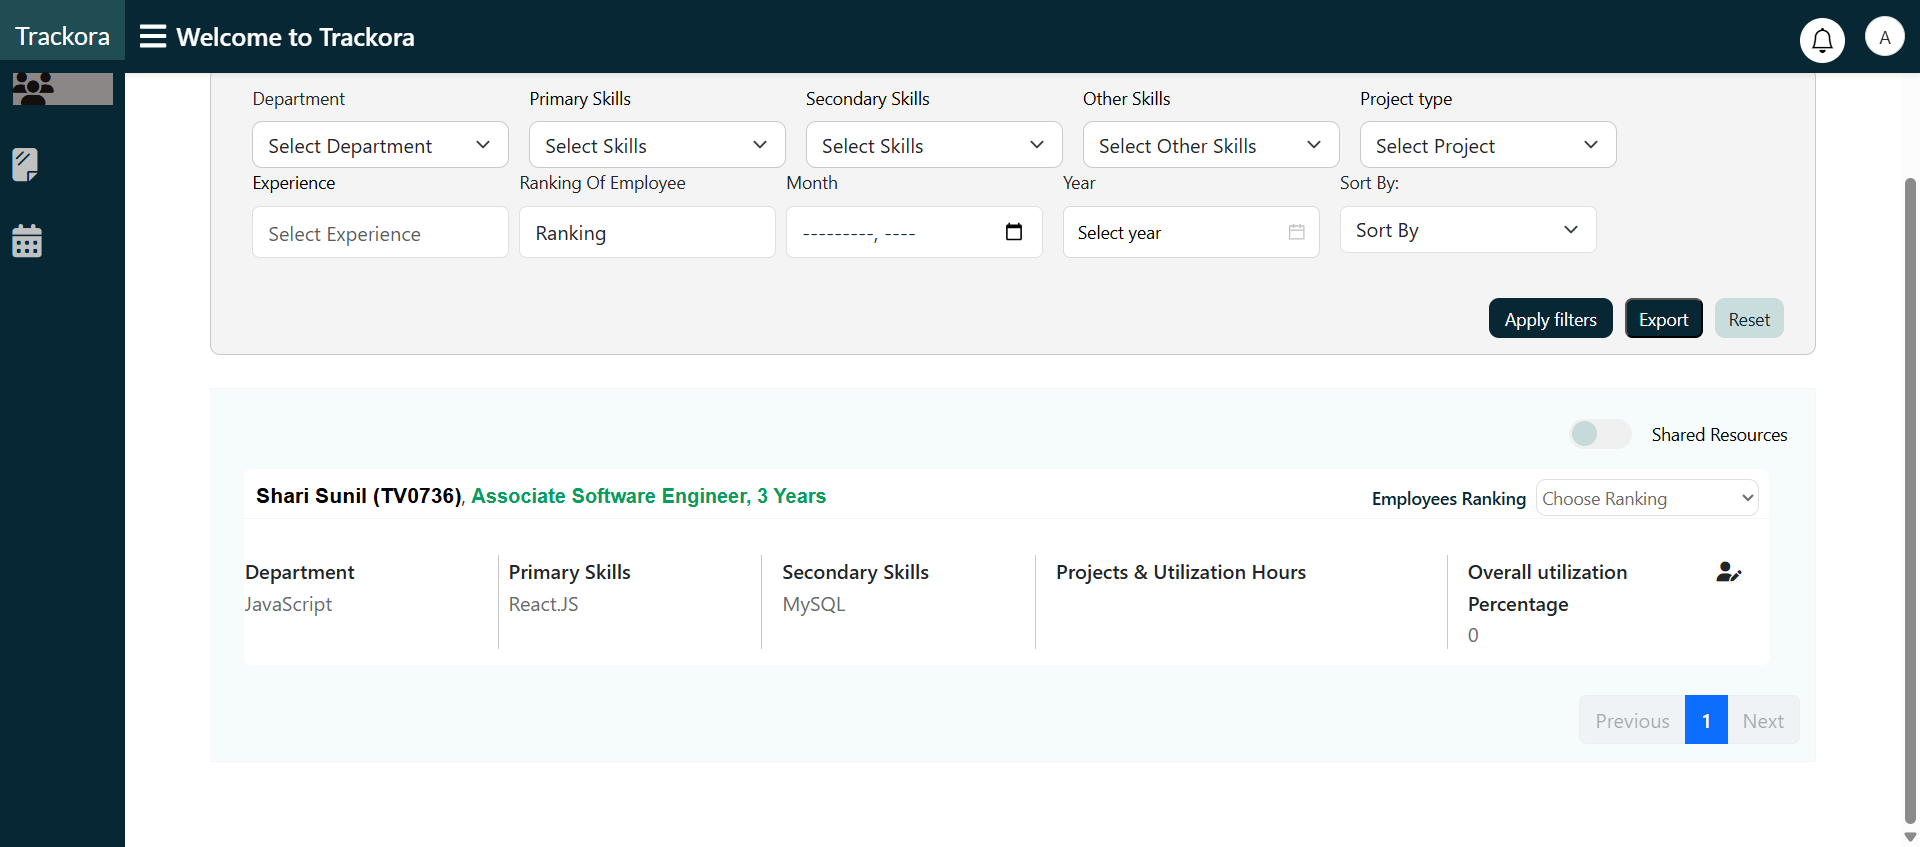 Trackora
Welcome to Trackora
A
Department Primary Skills Secondary Skills Other Skills Project type
Select Department Select Skills Select Skills Select Other Skills Select Project
Experience Ranking Of Employee Month Year Sort By:
Select Experience Ranking ---------, ---- Select year Sort By
Apply filters Export Reset
Shared Resources
Shari Sunil (TV0736), Associate Software Engineer, 3 Years Employees Ranking Choose Ranking
Department Primary Skills Secondary Skills Projects & Utilization Hours Overall utilization
JavaScript React.JS MySQL Percentage
0
Previous 1 Next